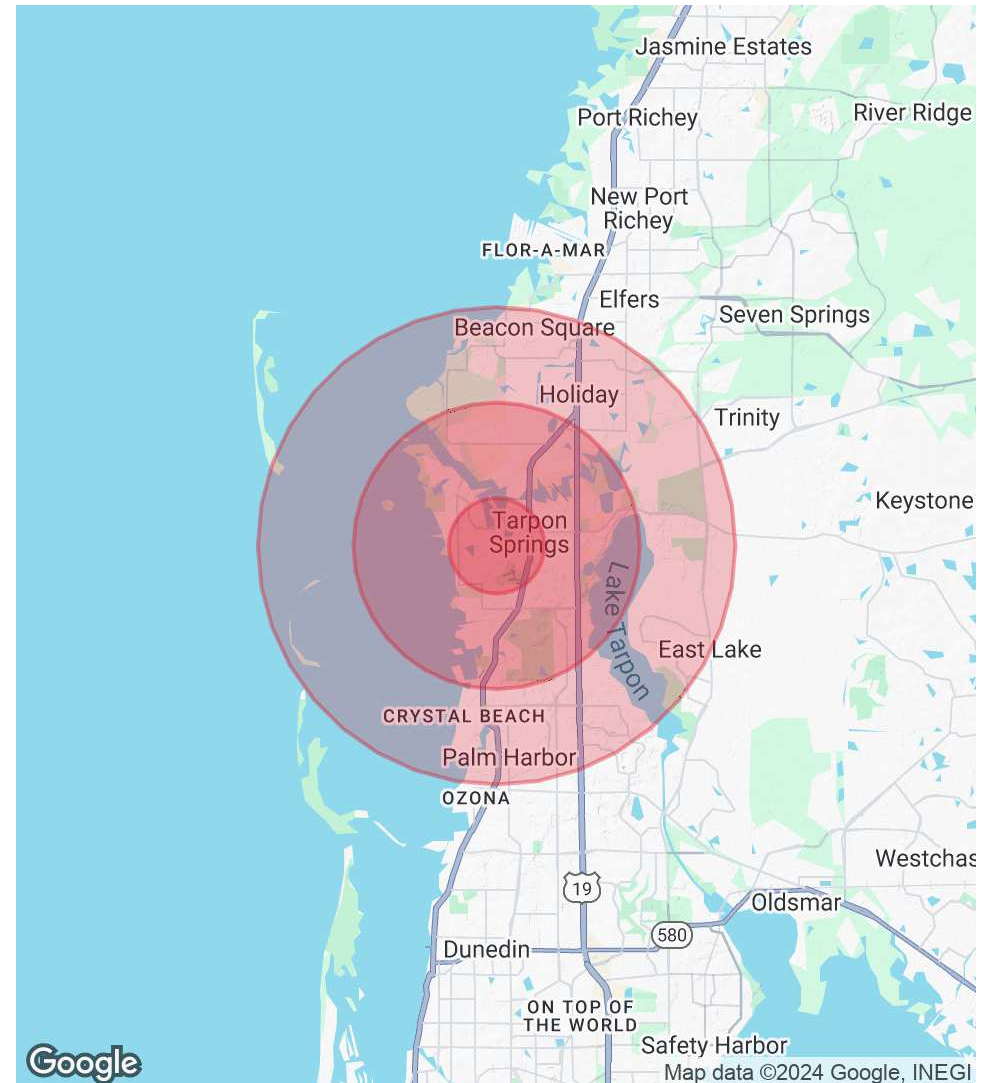 Jasmine Estates
River Ridge
Port Richey
New Port
Richey
FLOR-A-MAR
Elfers
Seven Springs
Beacon Square
Holiday
Trinity
Keystone
Tarpon
Springs
Lake Tarpon
East Lake
CRYSTAL BEACH
Palm Harbor
OZONA
Westchas
19
Oldsmar
580
Dunedin
ON TOP OF
THE WORLD
Safety Harbor
Google
Map data ©2024 Google, INEGI